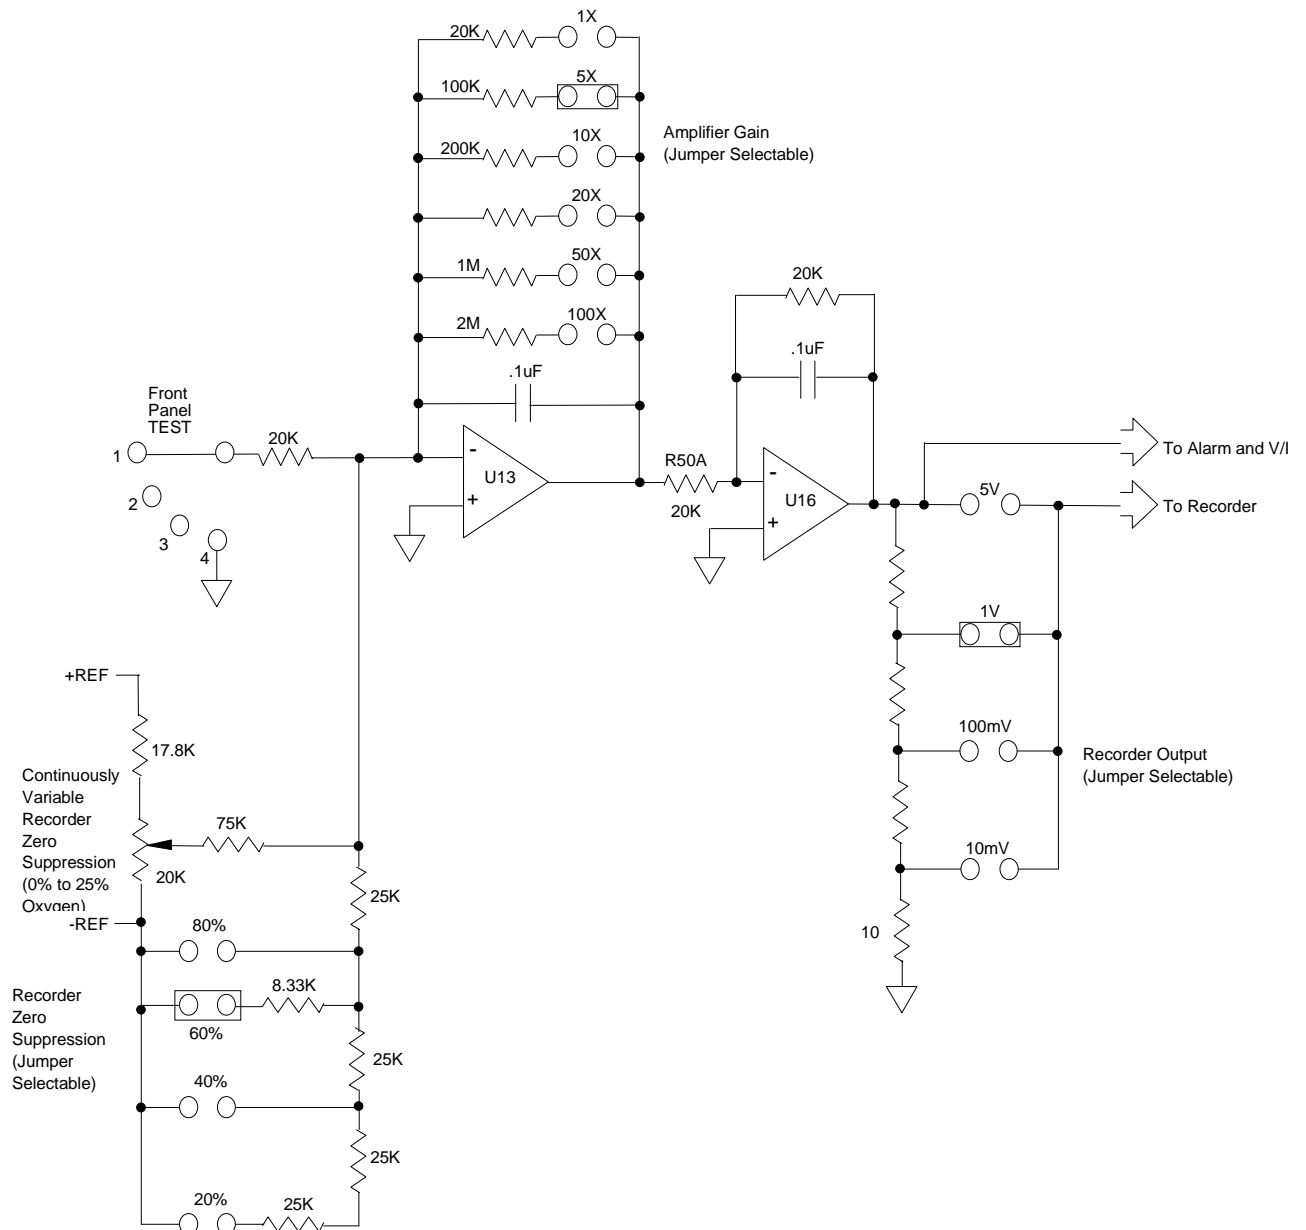 20K
1X
100K
5X
Amplifier Gain
(Jumper Selectable)
200K
10X
20X
1M
50X
2M
100X
20K
.1uF
.1uF
Front
Panel
TEST
1
20K
2
3
4
-
U13
+
R50A
20K
-
U16
+
To Alarm and V/I
5V
To Recorder
1V
100mV
Recorder Output
(Jumper Selectable)
10mV
10
+REF
17.8K
Continuously
Variable
Recorder
Zero
Suppression
(0% to 25%
Oxygen)
75K
20K
25K
-REF
80%
8.33K
60%
Recorder
Zero
Suppression
(Jumper
Selectable)
25K
40%
25K
20%
25K